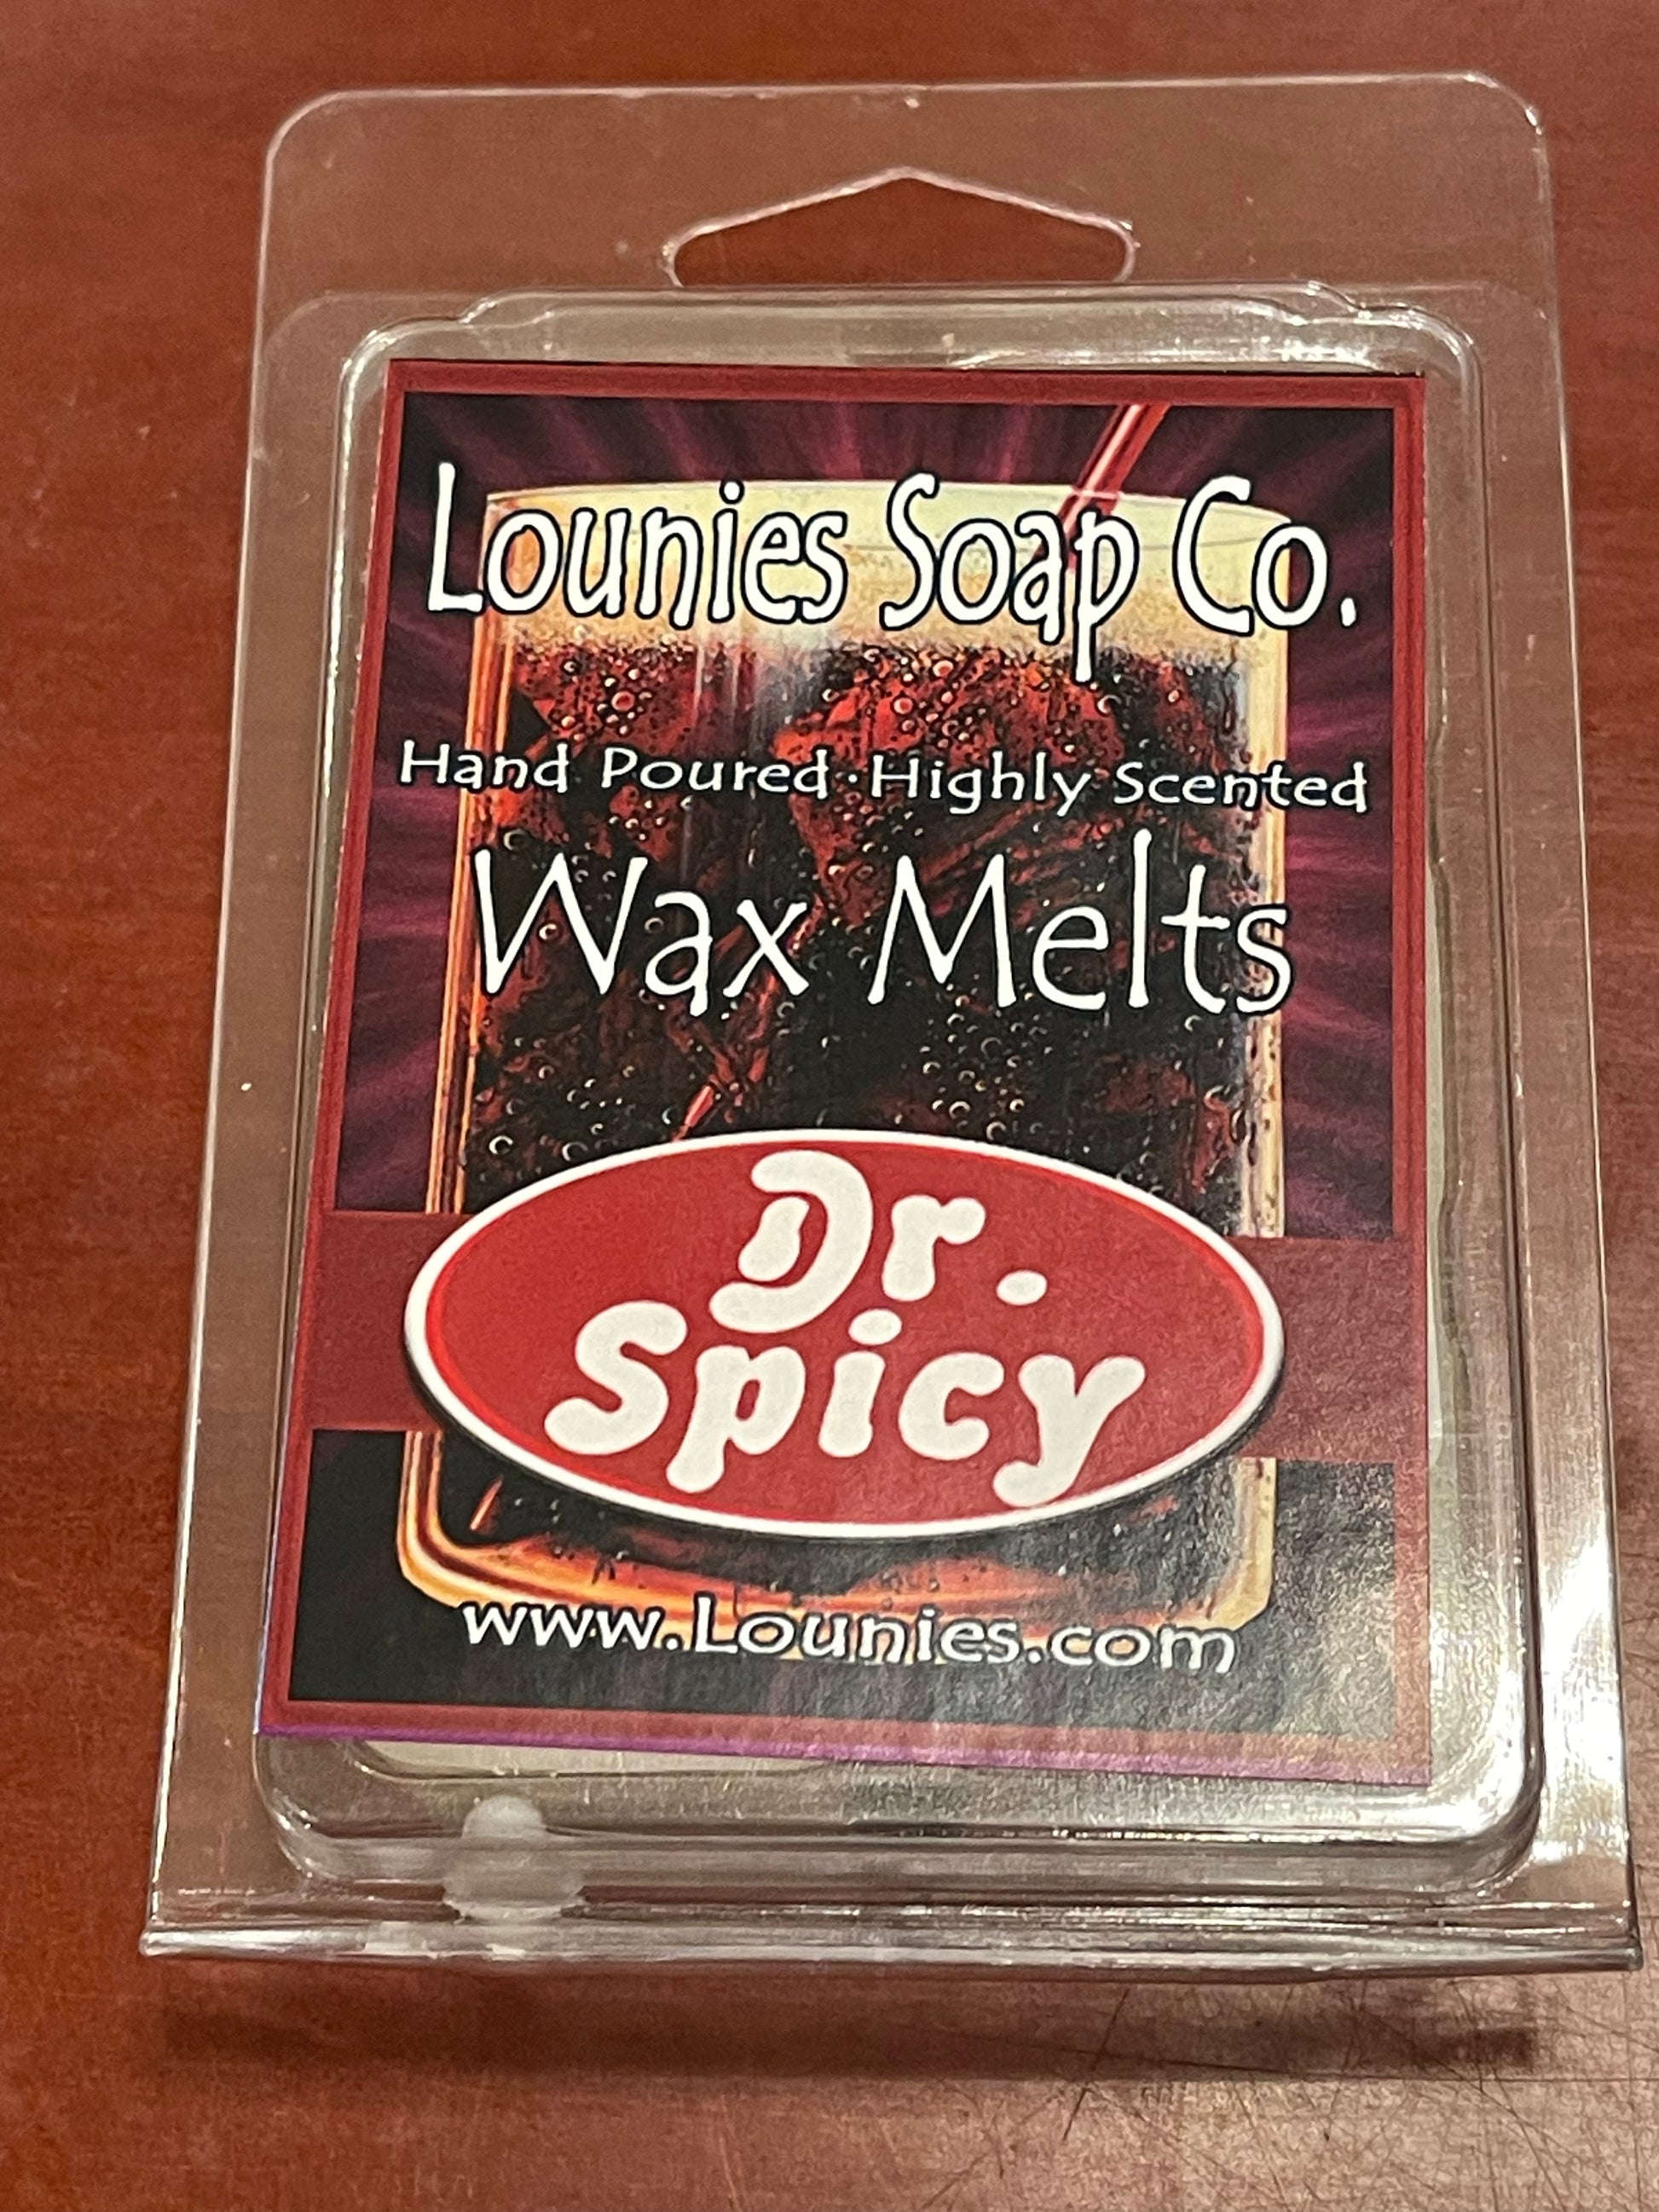 Lounies Soap Co.
Hand Poured · Highly Scented
Wax Melts
Dr.
Spicy
www.Lounies.com